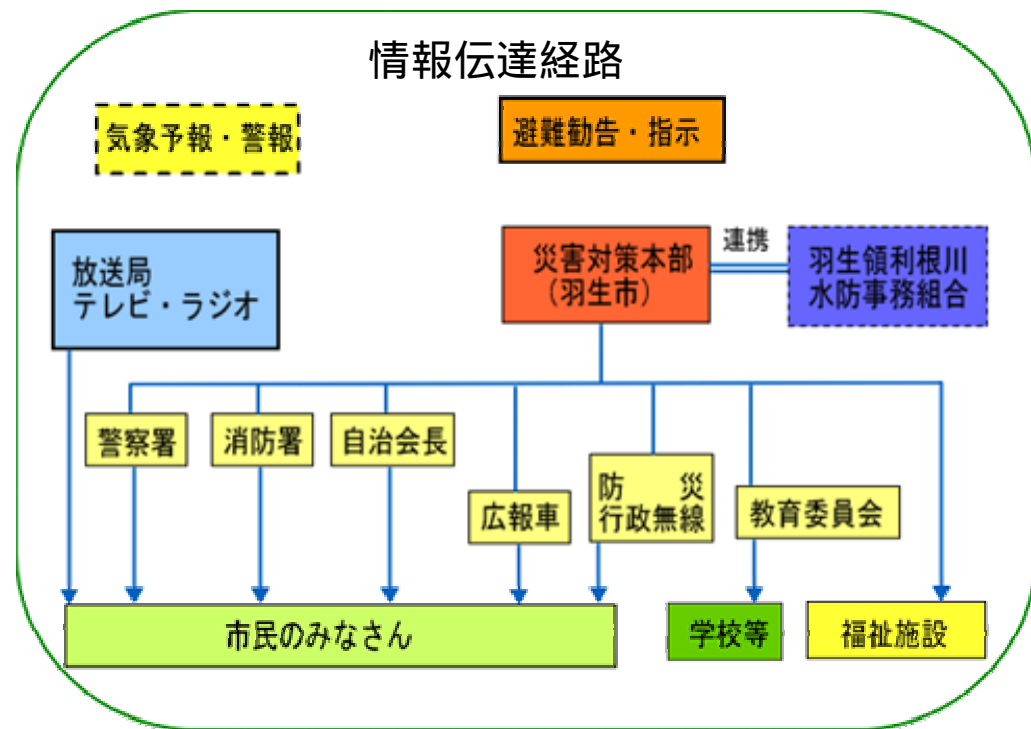 情報伝達経路
気象予報・警報
避難勧告・指示
放送局
テレビ・ラジオ
災害対策本部
（羽生市）
連携
羽生領利根川
水防事務組合
警察署
消防署
自治会長
広報車
防　災
行政無線
教育委員会
市民のみなさん
学校等
福祉施設